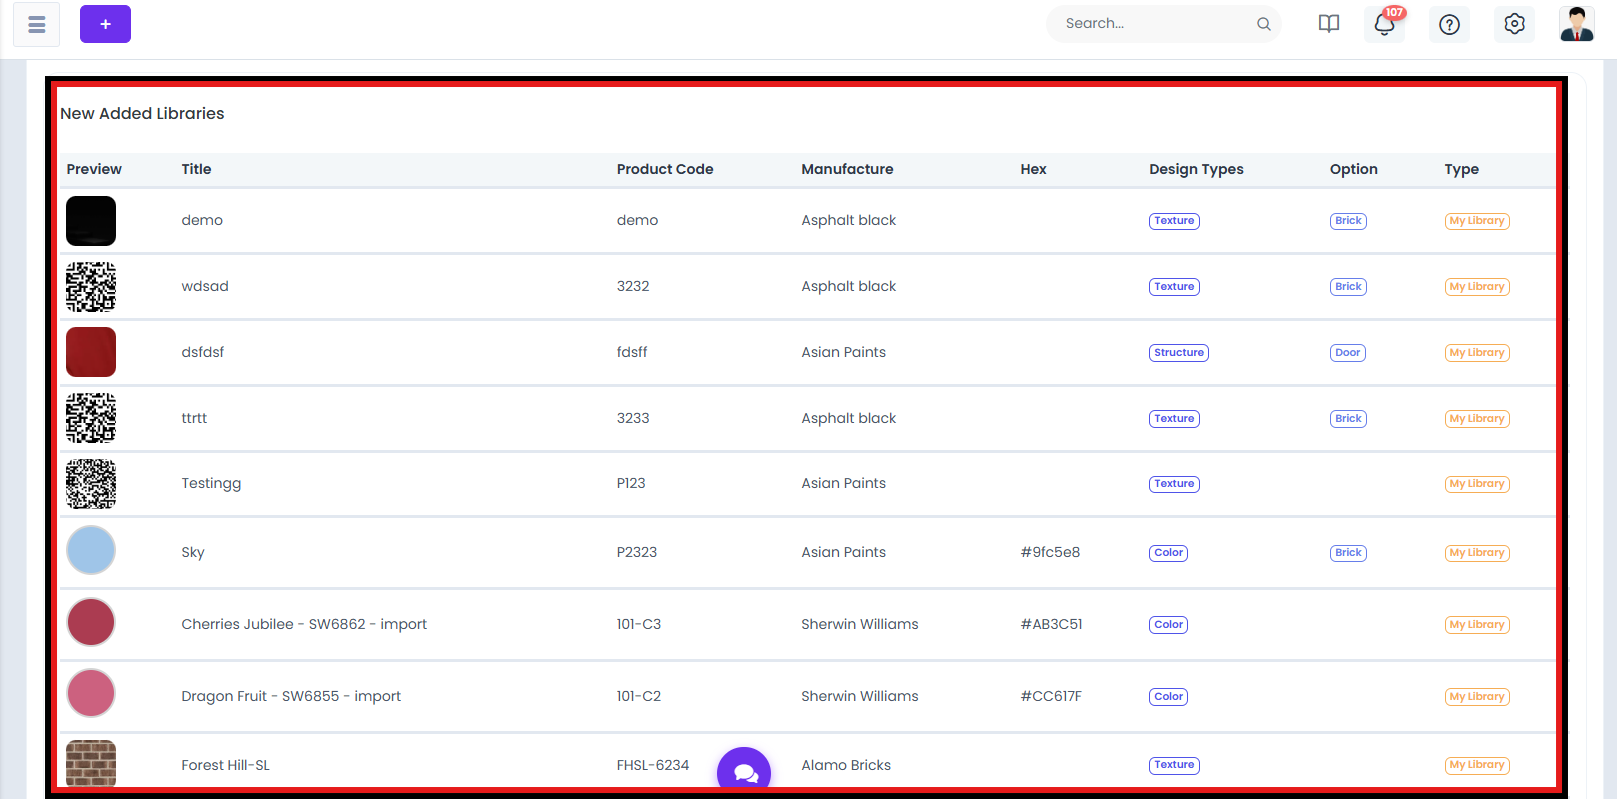 +
Search...
107
New Added Libraries
Preview Title Product Code Manufacture Hex Design Types Option Type
demo demo Asphalt black Texture Brick My Library
wdsad 3232 Asphalt black Texture Brick My Library
dsfdsf fdsff Asian Paints Structure Door My Library
ttrtt 3233 Asphalt black Texture Brick My Library
Testingg P123 Asian Paints Texture My Library
Sky P2323 Asian Paints #9fc5e8 Color Brick My Library
Cherries Jubilee - SW6862 - import 101-C3 Sherwin Williams #AB3C51 Color My Library
Dragon Fruit - SW6855 - import 101-C2 Sherwin Williams #CC617F Color My Library
Forest Hill-SL FHSL-6234 Alamo Bricks Texture My Library